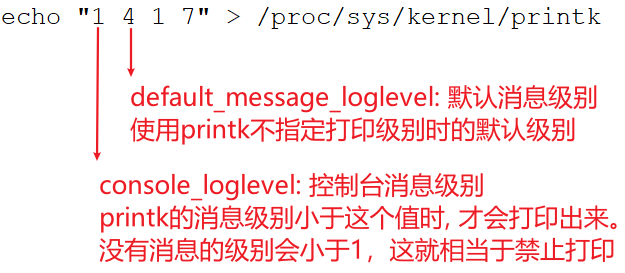 echo "1 4 1 7" > /proc/sys/kernel/printk
default_message_loglevel: 默认消息级别
使用printk不指定打印级别时的默认级别
console_loglevel: 控制台消息级别
printk的消息级别小于这个值时, 才会打印出来。
没有消息的级别会小于1，这就相当于禁止打印